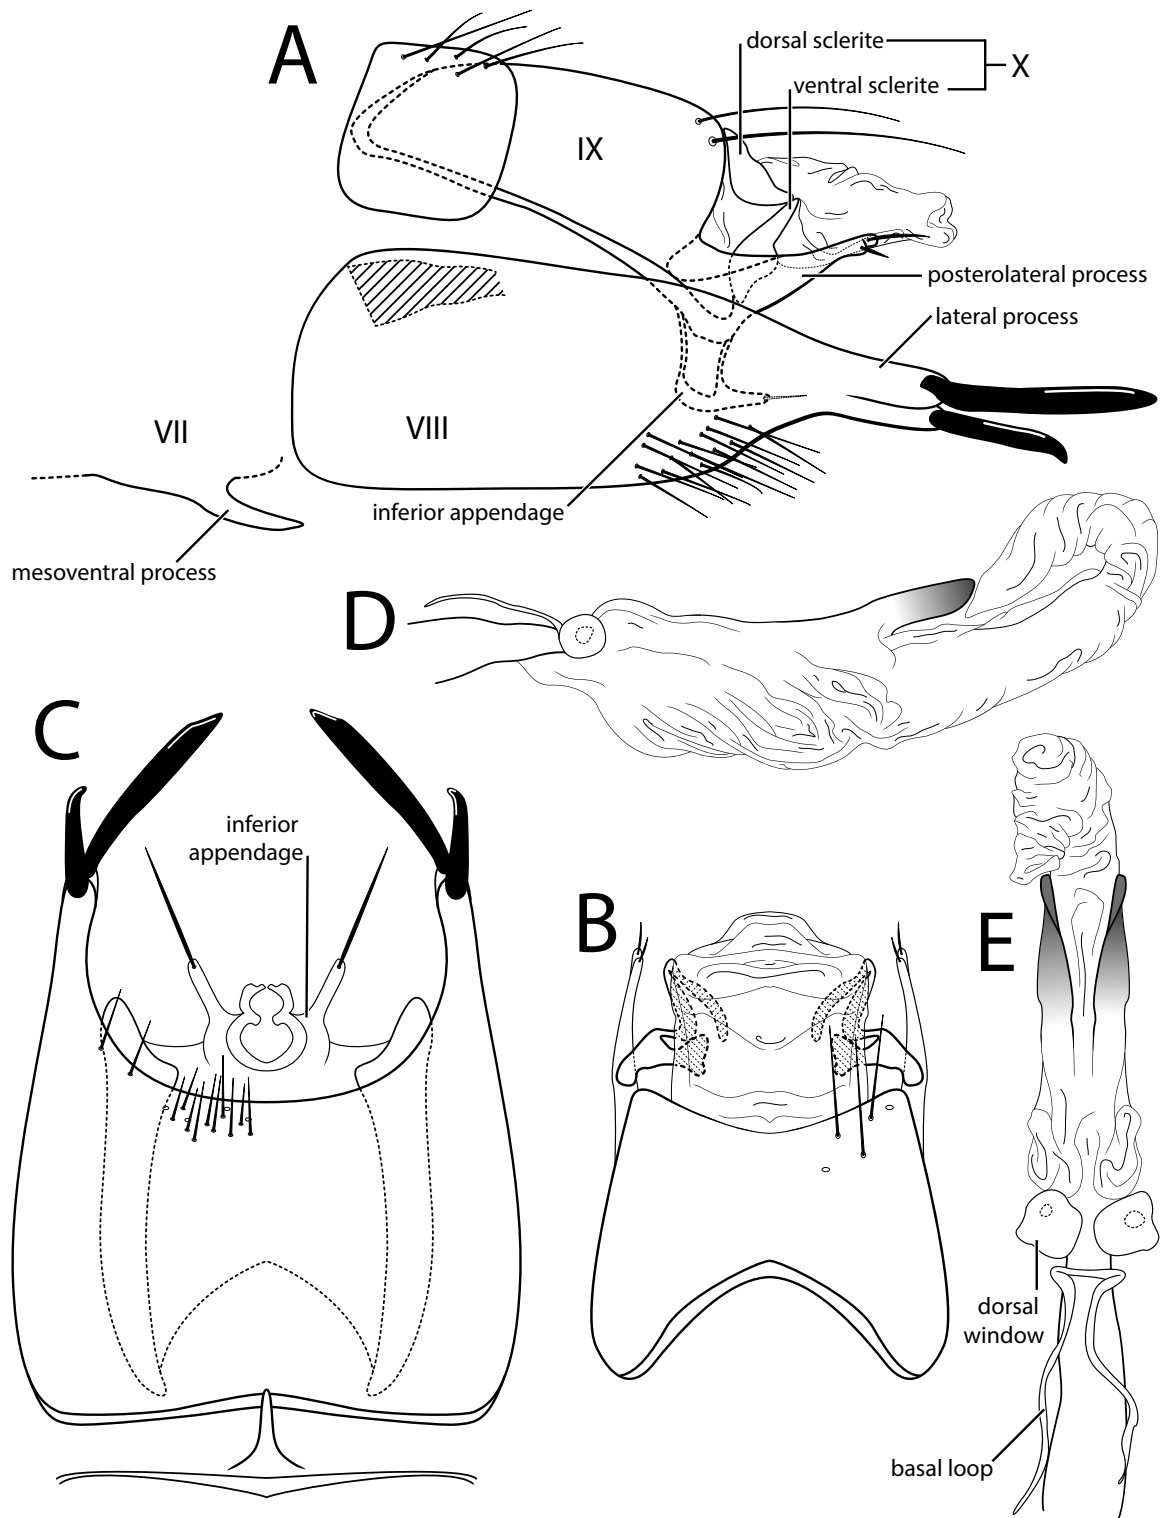 A
dorsal sclerite
ventral sclerite
X
IX
posterolateral process
lateral process
VII
VIII
inferior appendage
mesoventral process
D
C
inferior
appendage
B
E
dorsal
window
basal loop